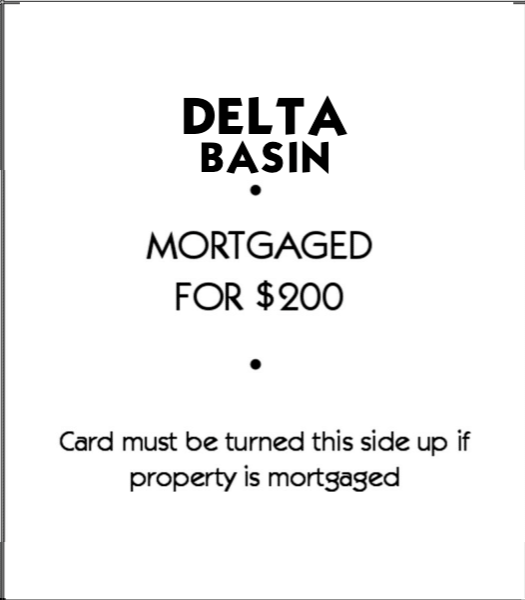 DELTA
BASIN
•
MORTGAGED
FOR $200
•
Card must be turned this side up if
property is mortgaged